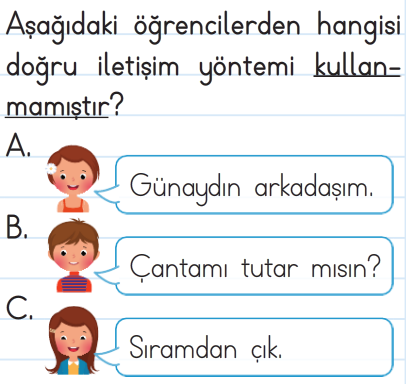 Aşağıdaki öğrencilerden hangisi
doğru iletişim yöntemi kullan-
mamıştır?
A.
Günaydın arkadaşım.
B.
Çantamı tutar mısın?
C.
Sıramdan çık.